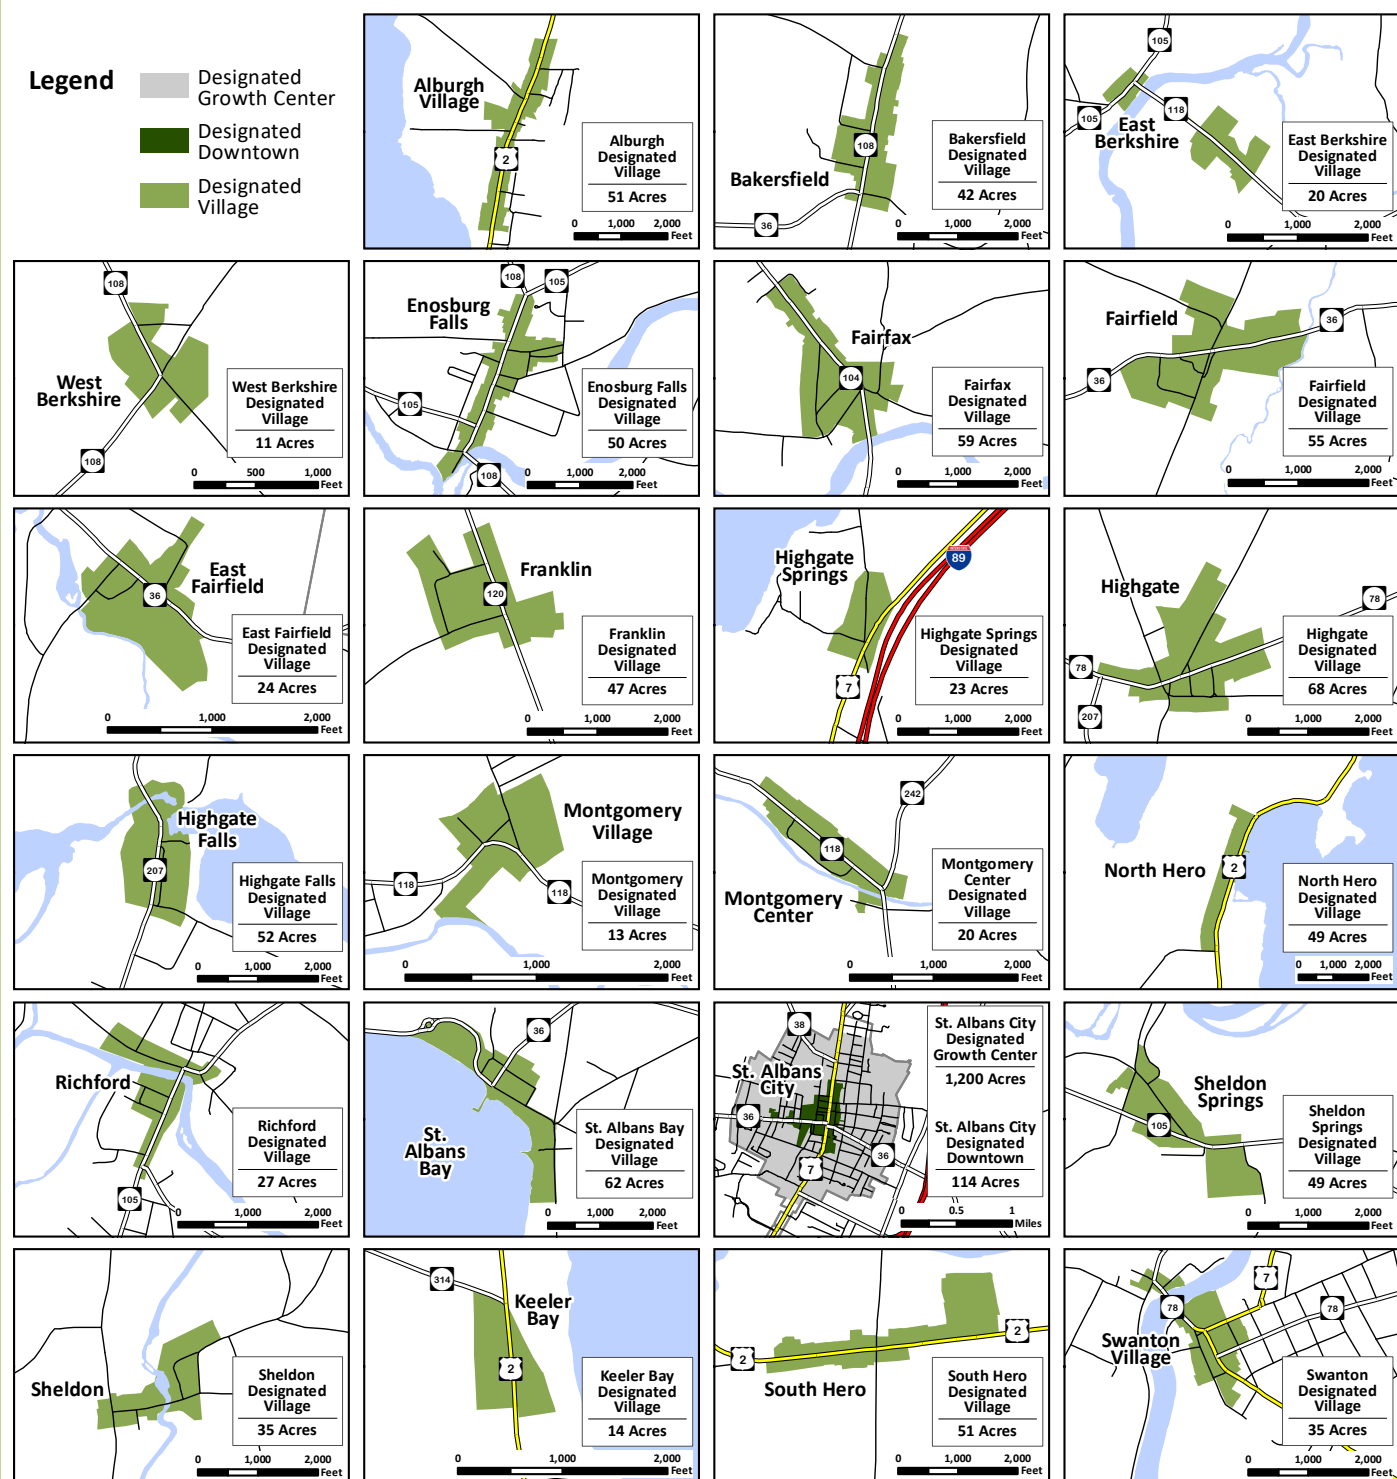 Legend
Designated
Growth Center
Designated
Downtown
Designated
Village
Alburgh
Village
2
Alburgh
Designated
Village
51 Acres
0 1,000 2,000
Feet
Bakersfield
108
36
Bakersfield
Designated
Village
42 Acres
0 1,000 2,000
Feet
105
105
118
East
Berkshire
East Berkshire
Designated
Village
20 Acres
0 1,000 2,000
Feet
108
West
Berkshire
108
West Berkshire
Designated
Village
11 Acres
0 500 1,000
Feet
108
105
Enosburg
Falls
105
108
Enosburg Falls
Designated
Village
50 Acres
0 1,000 2,000
Feet
Fairfax
104
Fairfax
Designated
Village
59 Acres
0 1,000 2,000
Feet
Fairfield
36
36
Fairfield
Designated
Village
55 Acres
0 1,000 2,000
Feet
East
Fairfield
36
East Fairfield
Designated
Village
24 Acres
0 1,000 2,000
Feet
Franklin
120
Franklin
Designated
Village
47 Acres
0 1,000 2,000
Feet
Highgate
Springs
89
7
Highgate Springs
Designated
Village
23 Acres
0 1,000 2,000
Feet
Highgate
78
78
207
Highgate
Designated
Village
68 Acres
0 1,000 2,000
Feet
Highgate
Falls
207
Highgate Falls
Designated
Village
52 Acres
0 1,000 2,000
Feet
Montgomery
Village
118
118
Montgomery
Designated
Village
13 Acres
0 1,000 2,000
Feet
242
118
Montgomery
Center
Montgomery
Center
Designated
Village
20 Acres
0 1,000 2,000
Feet
North Hero
2
North Hero
Designated
Village
49 Acres
0 1,000 2,000
Feet
Richford
105
Richford
Designated
Village
27 Acres
0 1,000 2,000
Feet
36
St.
Albans
Bay
St. Albans Bay
Designated
Village
62 Acres
0 1,000 2,000
Feet
38
St. Albans
City
36
36
7
St. Albans City
Designated
Growth Center
1,200 Acres
St. Albans City
Designated
Downtown
114 Acres
0 0.5 1
Miles
Sheldon
Springs
105
Sheldon
Springs
Designated
Village
49 Acres
0 1,000 2,000
Feet
Sheldon
Sheldon
Designated
Village
35 Acres
0 1,000 2,000
Feet
314
Keeler
Bay
2
Keeler Bay
Designated
Village
14 Acres
0 1,000 2,000
Feet
2
2
South Hero
South Hero
Designated
Village
51 Acres
0 1,000 2,000
Feet
7
78
78
Swanton
Village
Swanton
Designated
Village
35 Acres
0 1,000 2,000
Feet